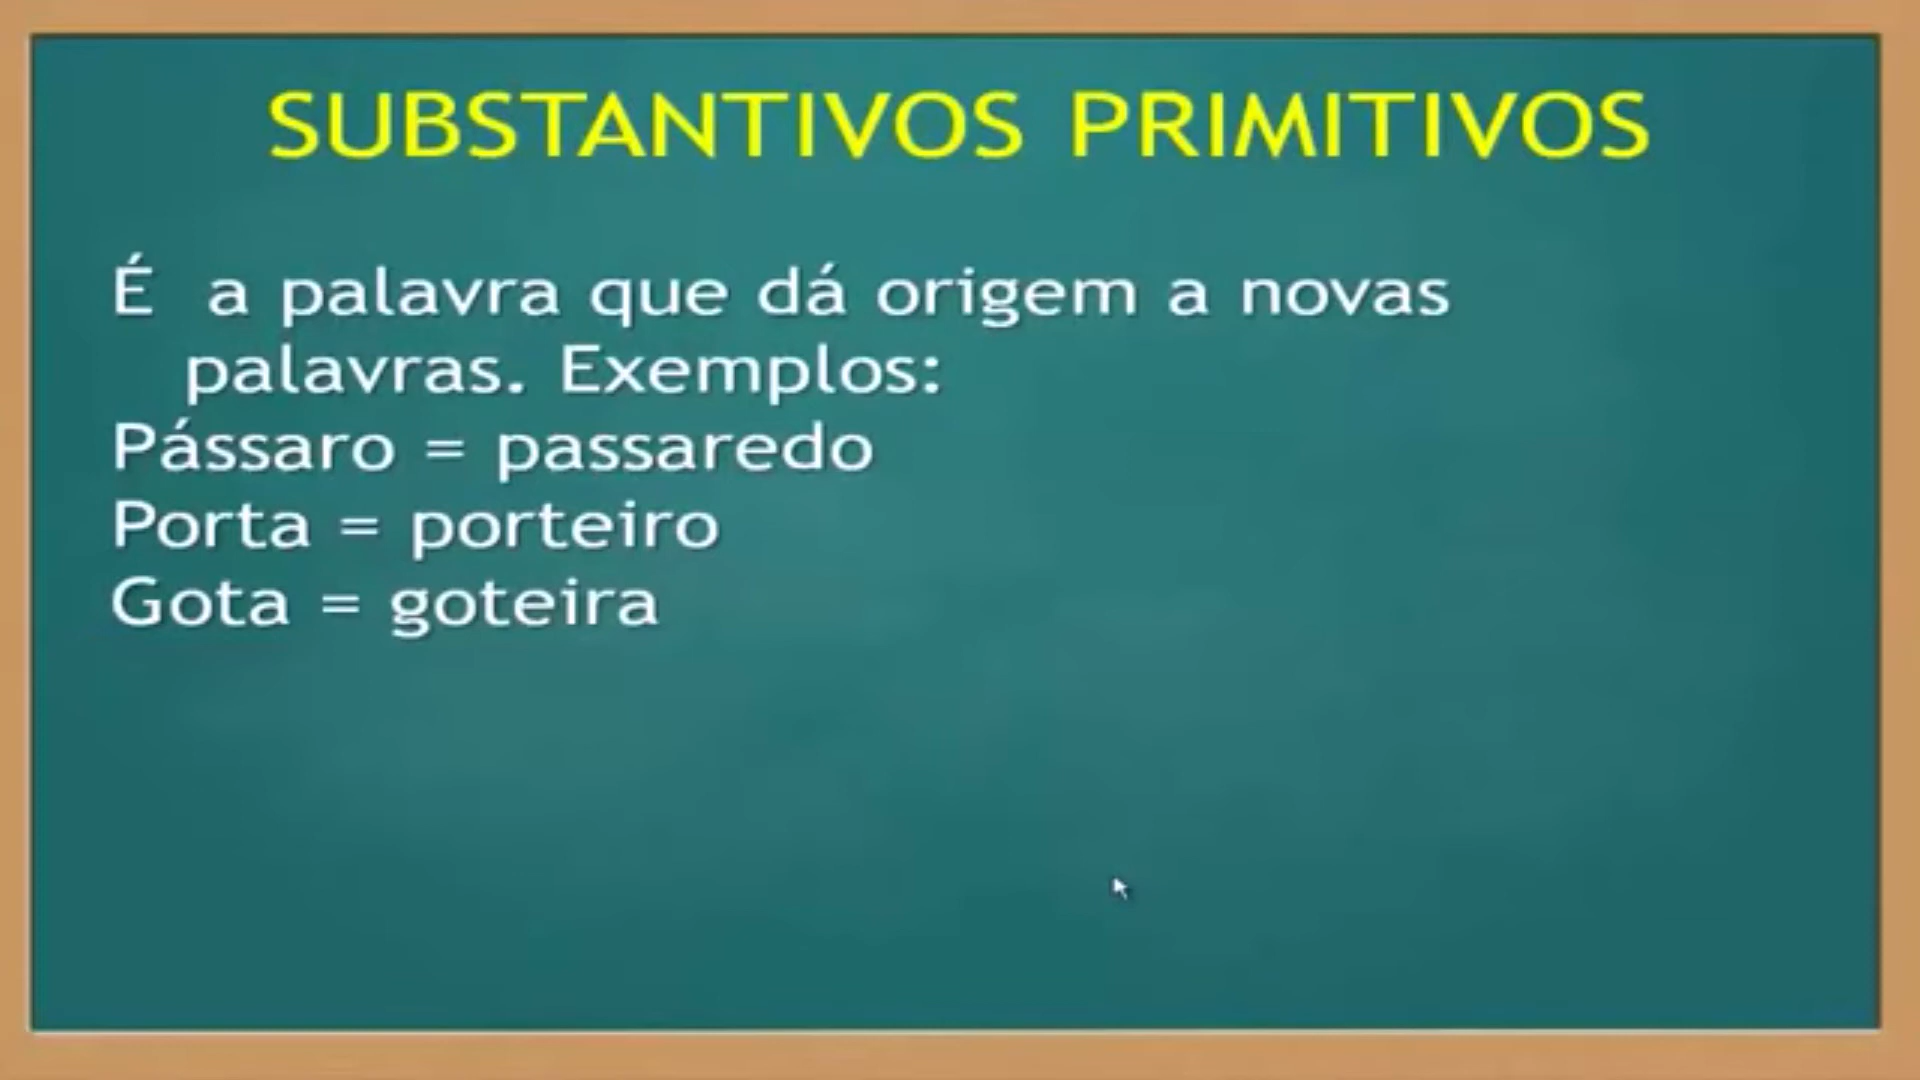 SUBSTANTIVOS PRIMITIVOS
É a palavra que dá origem a novas
palavras. Exemplos:
Pássaro = passaredo
Porta = porteiro
Gota = goteira